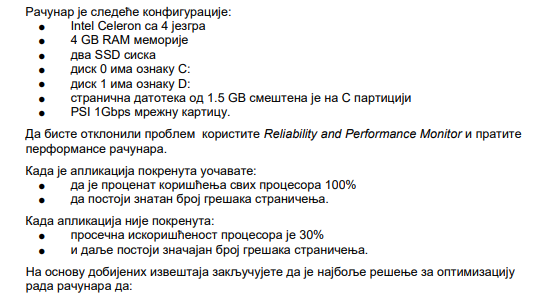 Рачунар је следеће конфигурације:
● Intel Celeron са 4 језгра
● 4 GB RAM меморије
● два SSD сиска
● диск 0 има ознаку C:
● диск 1 има ознаку D:
● странична датотека од 1.5 GB смештена је на C партицији
● PSI 1Gbps мрежну картицу.
Да бисте отклонили проблем користите Reliability and Performance Monitor и пратите
перформансе рачунара.
Када је апликација покренута уочавате:
● да је проценат коришћења свих процесора 100%
● да постоји знатан број грешака страничења.
Када апликација није покренута:
● просечна искоришћеност процесора је 30%
● и даље постоји значајан број грешака страничења.
На основу добијених извештаја закључујете да је најбоље решење за оптимизацију
рада рачунара да: